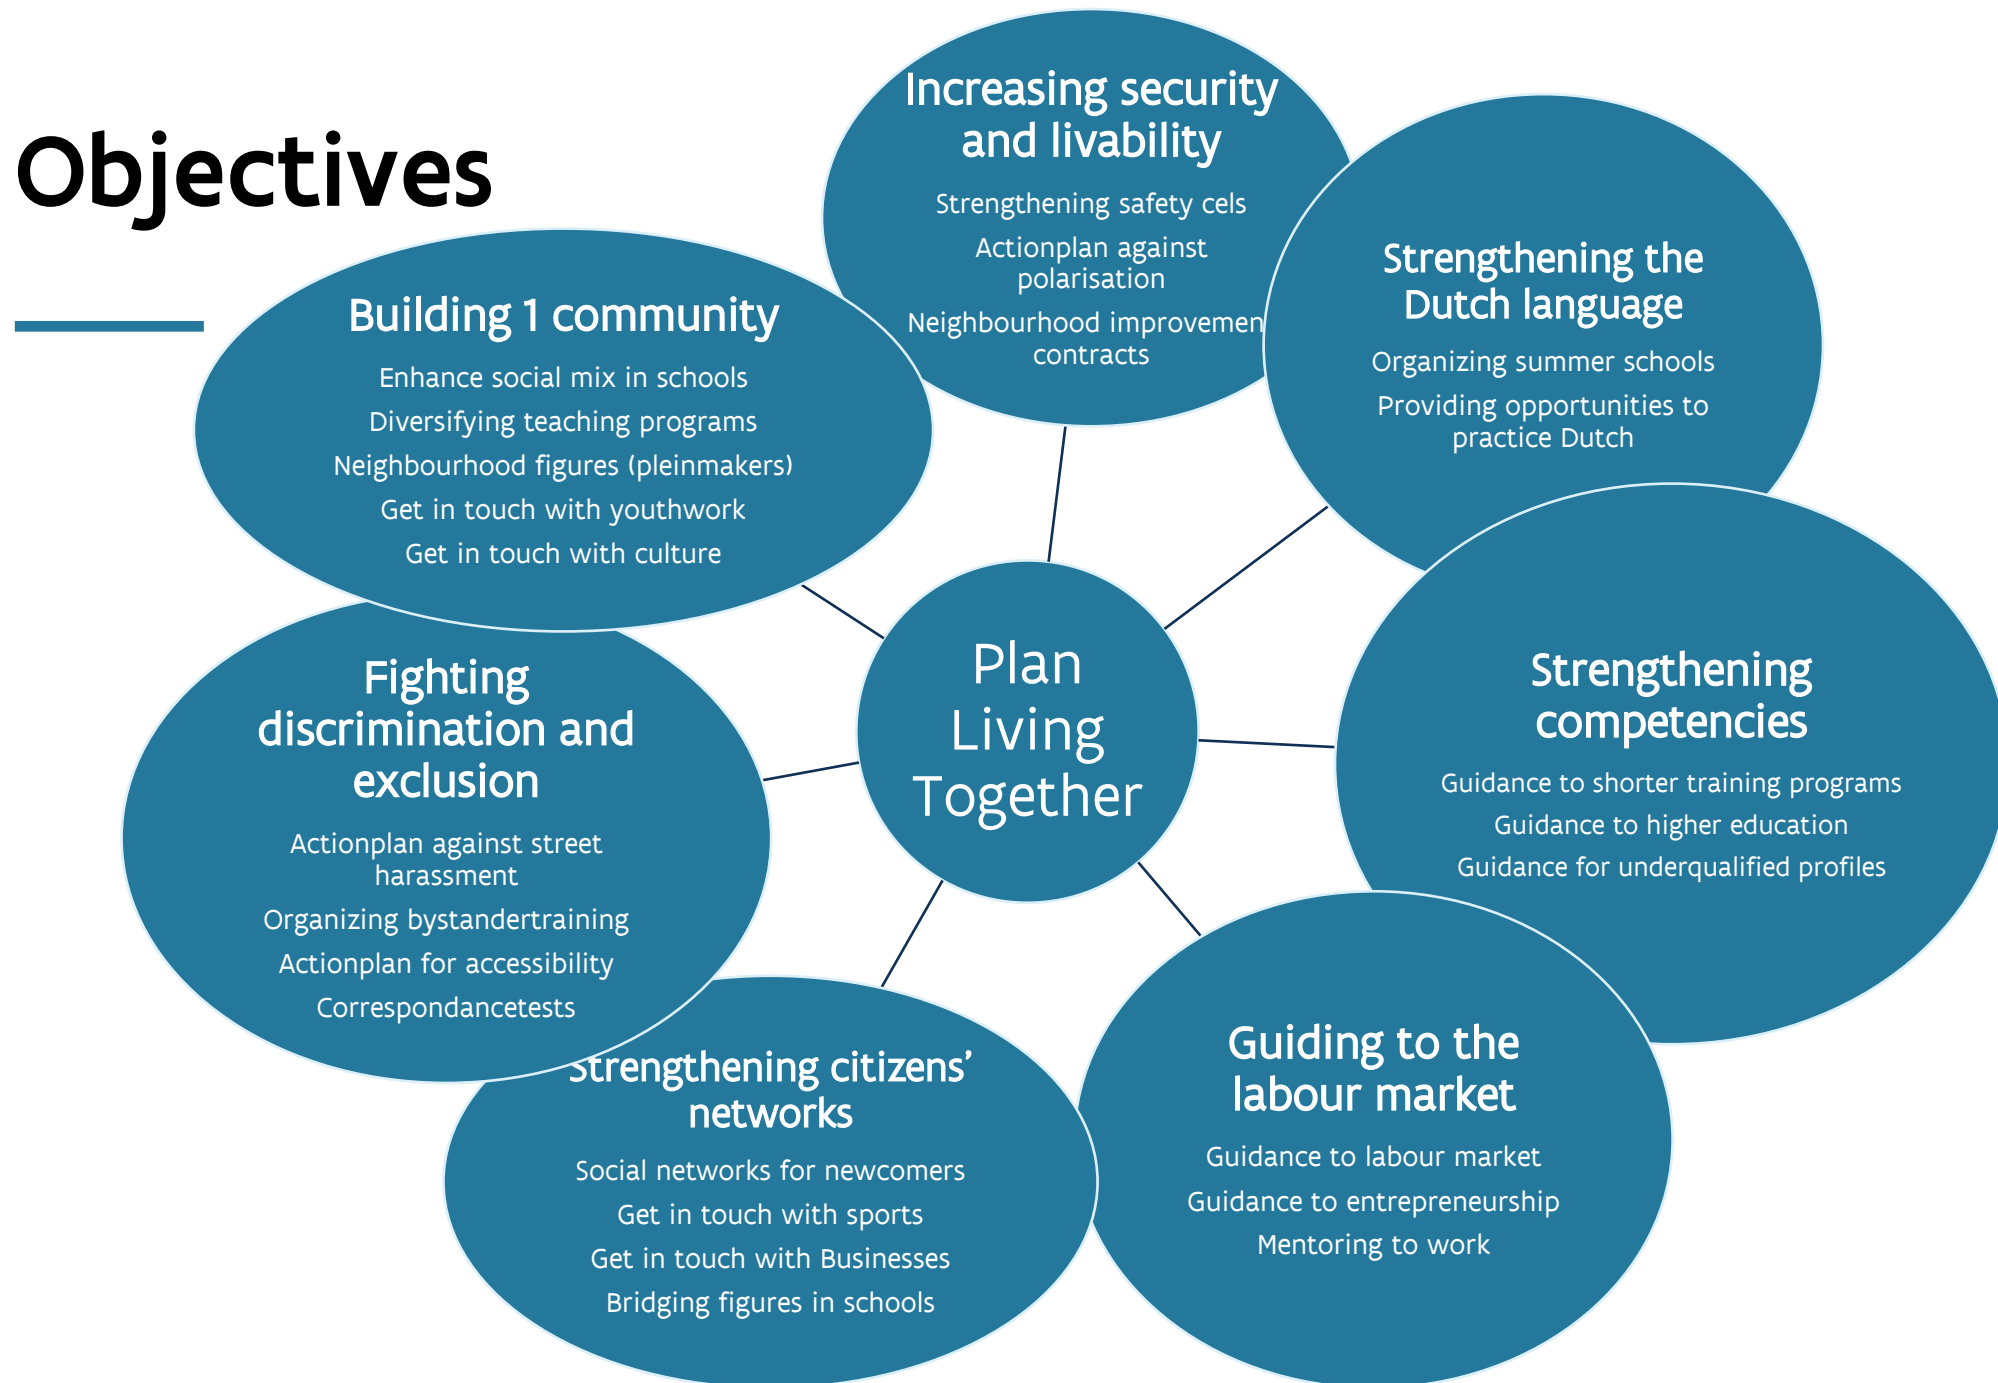 Objectives
Increasing security
and livability
Strengthening safety cels
Actionplan against
polarisation
Neighbourhood improvemen
contracts
Strengthening the
Dutch language
Organizing summer schools
Providing opportunities to
practice Dutch
Strengthening
competencies
Guidance to shorter training programs
Guidance to higher education
Guidance for underqualified profiles
Guiding to the
labour market
Guidance to labour market
Guidance to entrepreneurship
Mentoring to work
Strengthening citizens’
networks
Social networks for newcomers
Get in touch with sports
Get in touch with Businesses
Bridging figures in schools
Fighting
discrimination and
exclusion
Actionplan against street
harassment
Organizing bystandertraining
Actionplan for accessibility
Correspondancetests
Building 1 community
Enhance social mix in schools
Diversifying teaching programs
Neighbourhood figures (pleinmakers)
Get in touch with youthwork
Get in touch with culture
Plan
Living
Together